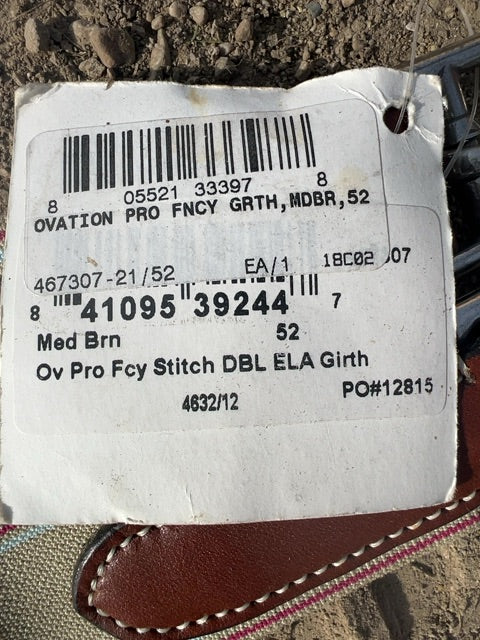 8 05521 33397 8
OVATION PRO FNCY GRTH,MDBR,52
467307-21/52 EA/1 18C02 07
8 41095 39244 7
Med Brn 52
Ov Pro Fcy Stitch DBL ELA Girth
4632/12 PO#12815